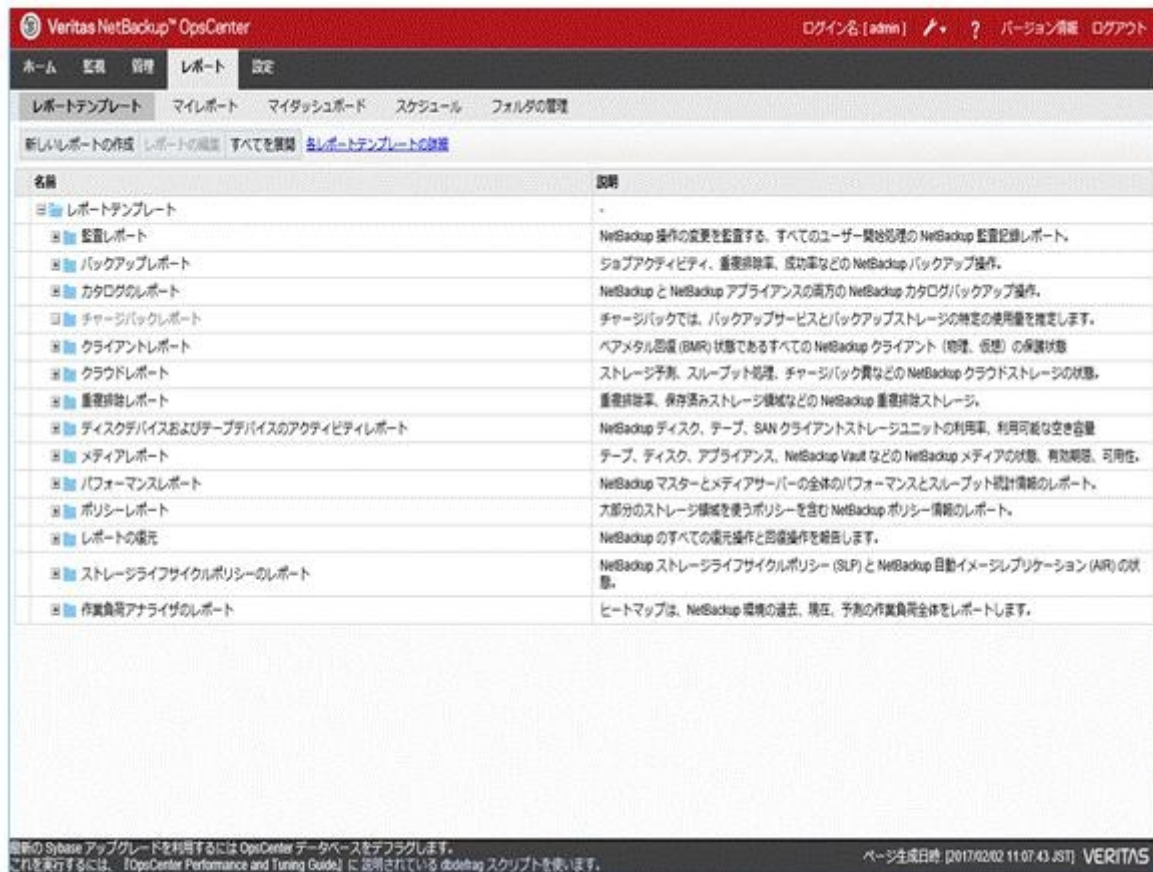 Veritas NetBackup™ OpsCenter
ログイン名:[admin] ? バージョン情報 ログアウト
ホーム 監視 管理 レポート 設定
レポートテンプレート マイレポート マイダッシュボード スケジュール フォルダの管理
新しいレポートの作成 レポートの編集 すべてを展開 各レポートテンプレートの詳細
名前 説明
レポートテンプレート -
監査レポート NetBackup 操作の変更を監査する、すべてのユーザー開始処理の NetBackup 監査記録レポート。
バックアップレポート ジョブアクティビティ、重複排除率、成功率などの NetBackup バックアップ操作。
カタログのレポート NetBackup と NetBackup アプライアンスの両方の NetBackup カタログバックアップ操作。
チャージバックレポート チャージバックでは、バックアップサービスとバックアップストレージの特定の使用量を推定します。
クライアントレポート ベアメタル回復 (BMR) 状態であるすべての NetBackup クライアント（物理、仮想）の保護状態
クラウドレポート ストレージ予測、スループット処理、チャージバック費などの NetBackup クラウドストレージの状態。
重複排除レポート 重複排除率、保存済みストレージ領域などの NetBackup 重複排除ストレージ。
ディスクデバイスおよびテープデバイスのアクティビティレポート NetBackup ディスク、テープ、SAN クライアントストレージユニットの利用率、利用可能な空き容量
メディアレポート テープ、ディスク、アプライアンス、NetBackup Vault などの NetBackup メディアの状態、有効期限、可用性。
パフォーマンスレポート NetBackup マスターとメディアサーバーの全体のパフォーマンスとスループット統計情報のレポート。
ポリシーレポート 大部分のストレージ領域を使うポリシーを含む NetBackup ポリシー情報のレポート。
レポートの復元 NetBackup のすべての復元操作と回復操作を報告します。
ストレージライフサイクルポリシーのレポート NetBackup ストレージライフサイクルポリシー (SLP) と NetBackup 自動イメージレプリケーション (AIR) の状態。
作業負荷アナライザのレポート ヒートマップは、NetBackup 環境の過去、現在、予測の作業負荷全体をレポートします。
最新の Sybase アップグレードを利用するには OpsCenter データベースをデフラグします。
これを実行するには、『OpsCenter Performance and Tuning Guide』に 説明されている dbdefrag スクリプトを使います。
ページ生成日時 [2017/02/02 11:07:43 JST] VERITAS